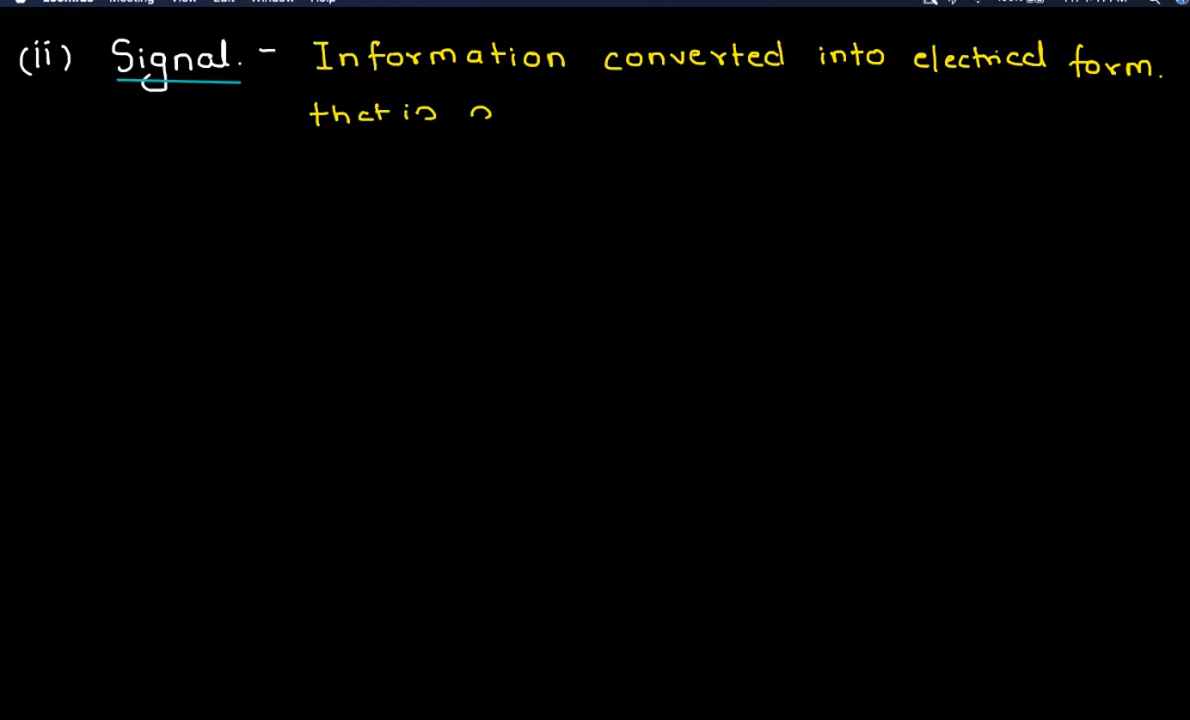 (ii) Signal. - Information converted into electrical form.
that is